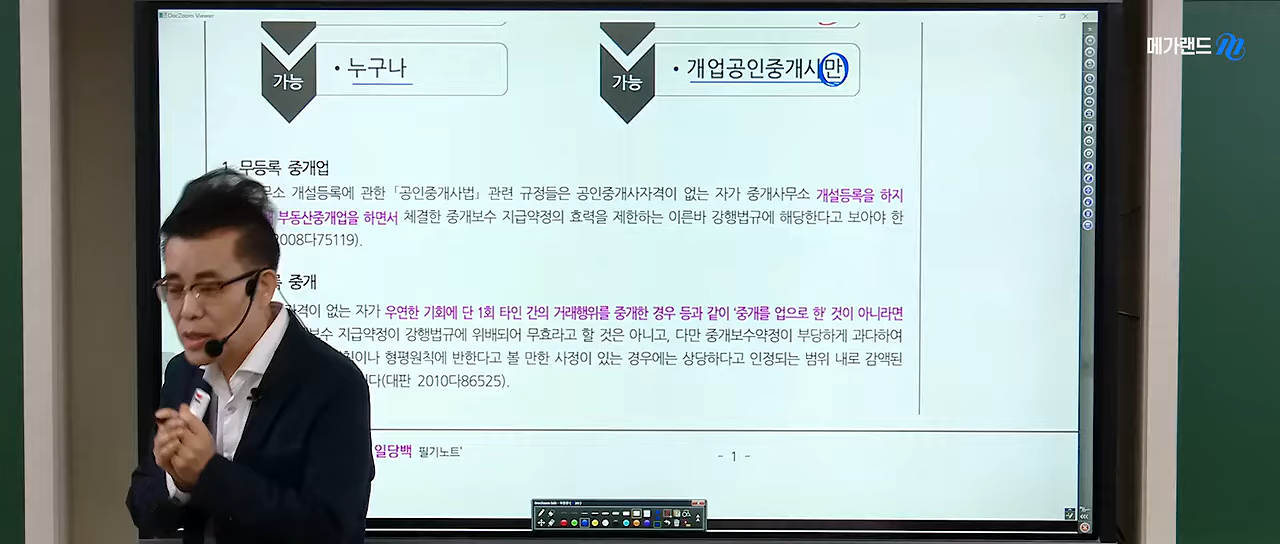 DocZoom Viewer
메가랜드
가능
• 누구나
가능
• 개업공인중개사만
1. 무등록 중개업
무소 개설등록에 관한 「공인중개사법」 관련 규정들은 공인중개사자격이 없는 자가 중개사무소 개설등록을 하지
부동산중개업을 하면서 체결한 중개보수 지급약정의 효력을 제한하는 이른바 강행법규에 해당한다고 보아야 한
2008다75119).
중개
격이 없는 자가 우연한 기회에 단 1회 타인 간의 거래행위를 중개한 경우 등과 같이 '중개를 업으로 한' 것이 아니라면
보수 지급약정이 강행법규에 위배되어 무효라고 할 것은 아니고, 다만 중개보수약정이 부당하게 과다하여
칙이나 형평원칙에 반한다고 볼 만한 사정이 있는 경우에는 상당하다고 인정되는 범위 내로 감액된
다(대판 2010다86525).
일당백 필기노트'
- 1 -